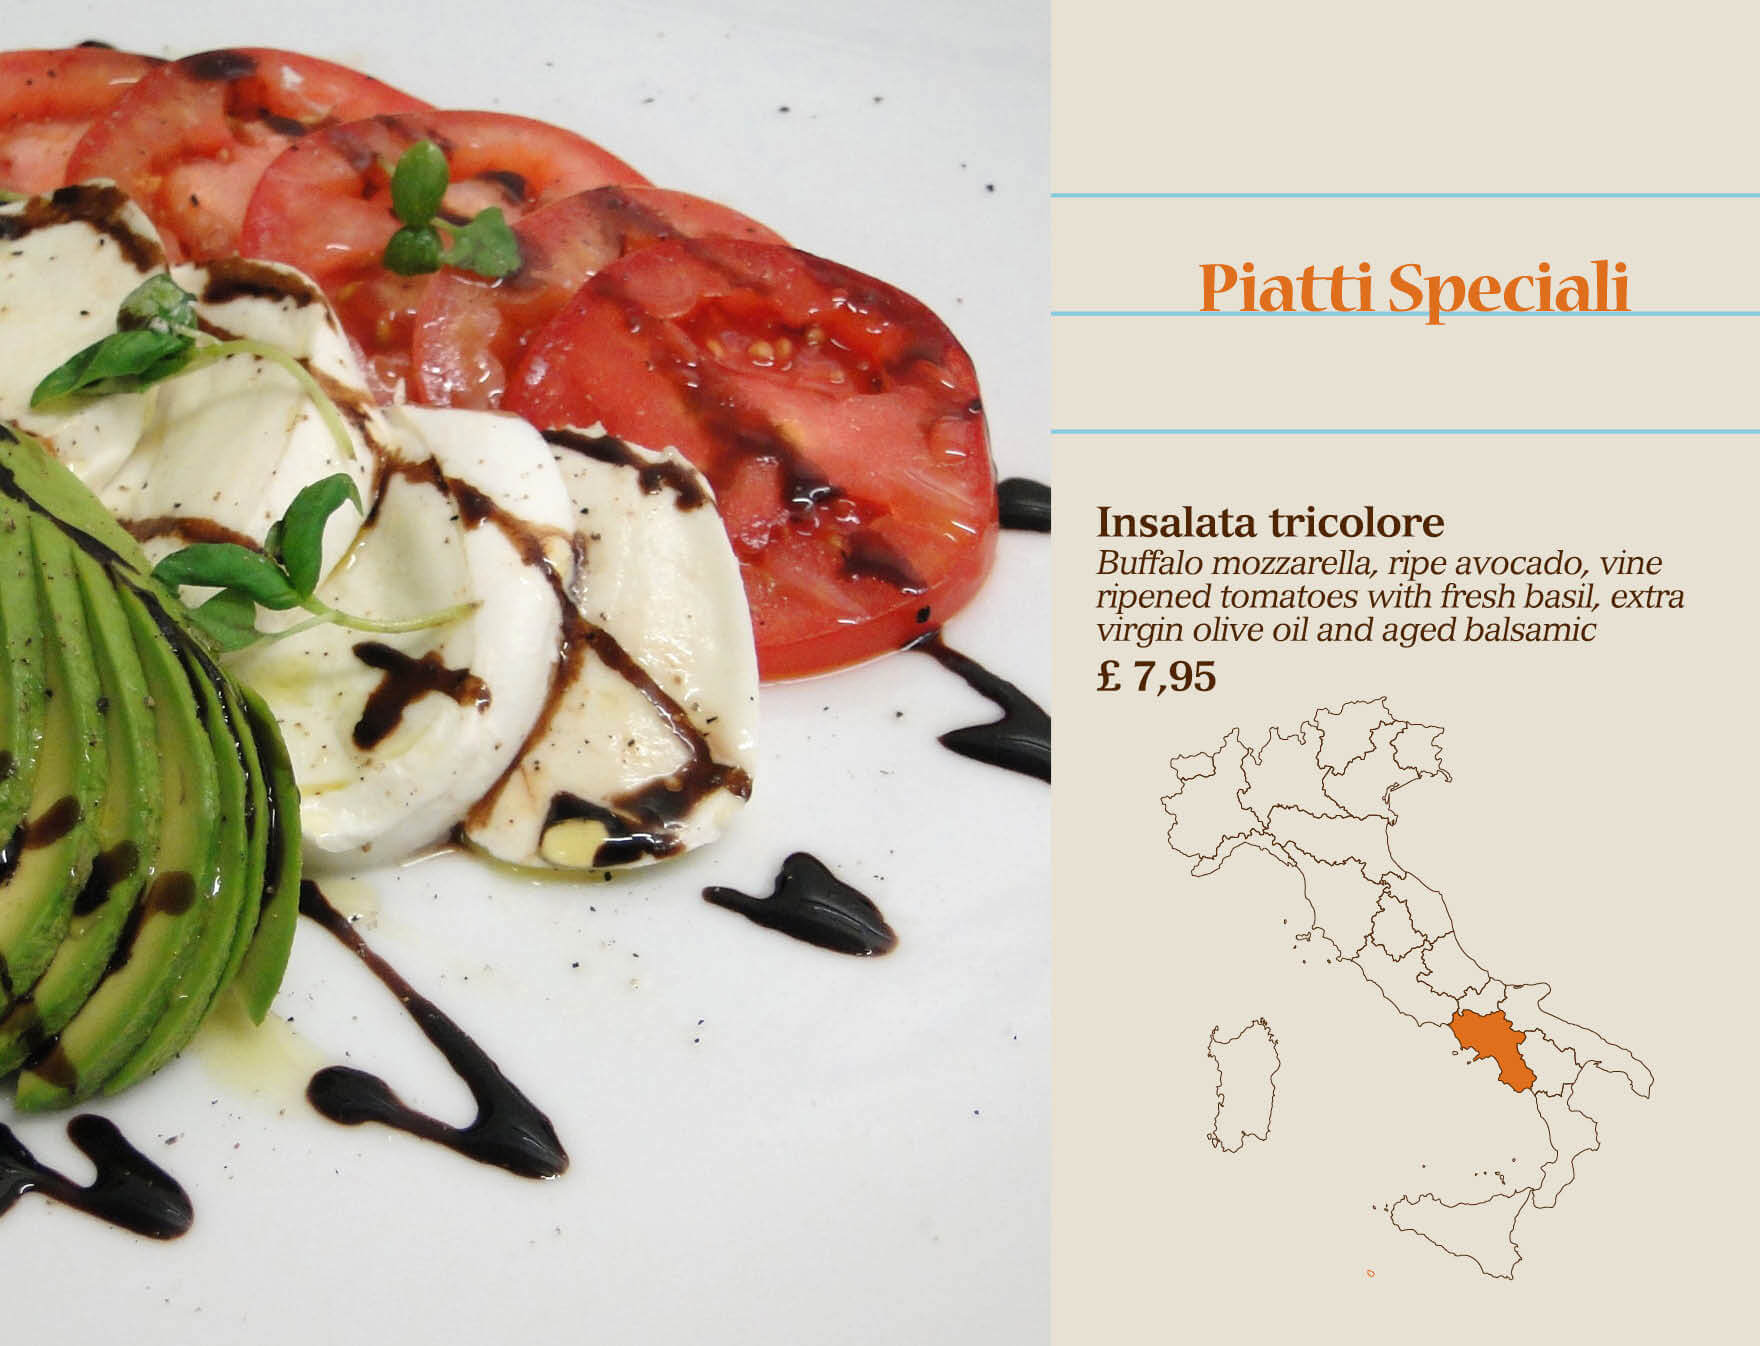 Piatti Speciali
Insalata tricolore
Buffalo mozzarella, ripe avocado, vine
ripened tomatoes with fresh basil, extra
virgin olive oil and aged balsamic
£ 7,95